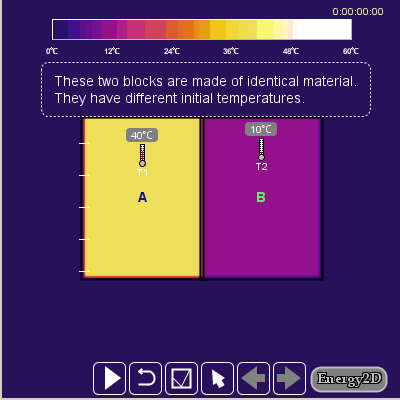 0:00:00:00
0°C 12°C 24°C 36°C 48°C 60°C
These two blocks are made of identical material.
They have different initial temperatures.
40°C 10°C
T1 T2
A B
Energy2D